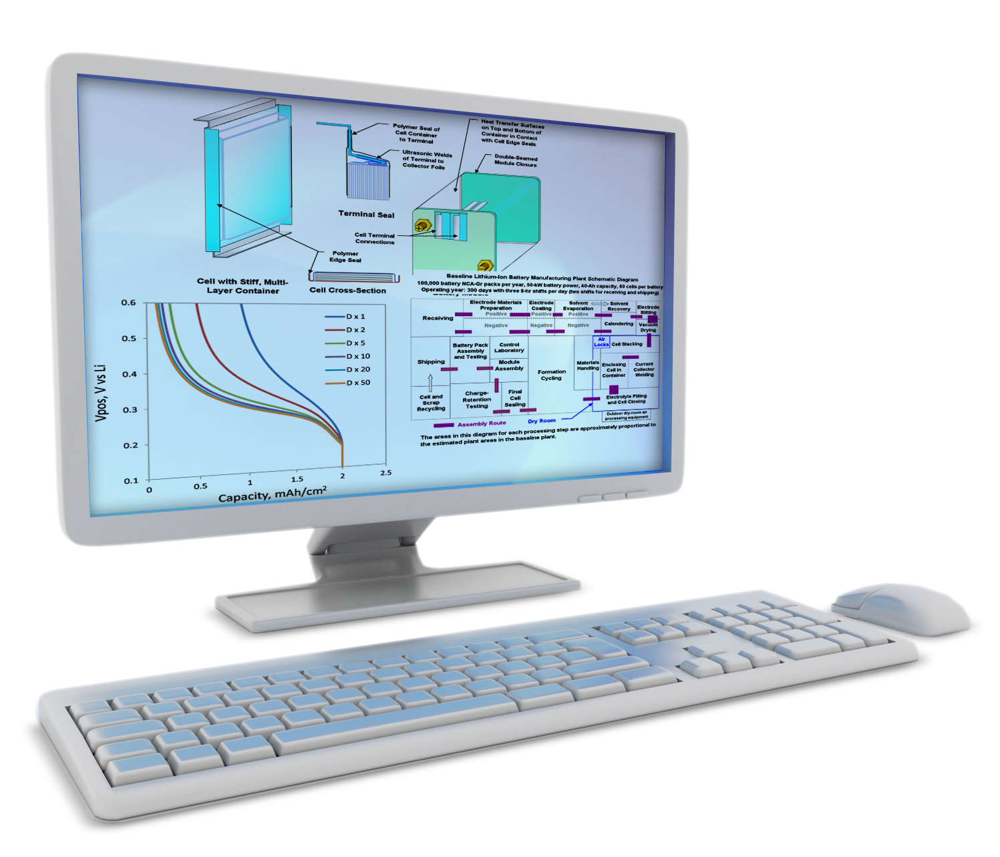 Polymer Seal of
Cell Container
to Terminal
Ultrasonic Welds
of Terminal to
Collector Foils
Terminal Seal
Heat Transfer Surfaces
on Top and Bottom of
Container in Contact
with Cell Edge Seals
Double-Seamed
Module Closure
Cell Terminal
Connections
Polymer
Edge Seal
Cell with Stiff, Multi-
Layer Container
Cell Cross-Section
Baseline Lithium-Ion Battery Manufacturing Plant Schematic Diagram
100,000 battery NCA-Gr packs per year, 50-kW battery power, 40-Ah capacity, 60 cells per battery
Operating year: 300 days with three 8-hr shifts per day (two shifts for receiving and shipping)
Battery Module
Receiving
Electrode Materials
Preparation
Positive
Negative
Electrode
Coating
Positive
Negative
Solvent
Evaporation
Positive
Negative
Solvent
Recovery
Calendering
Electrode
Slitting
Vacuum
Drying
Shipping
Battery Pack
Assembly
and Testing
Control
Laboratory
Module
Assembly
Formation
Cycling
Materials
Handling
Air
Locks
Cell Stacking
Enclosing
Cell in
Container
Current
Collector
Welding
Cell and
Scrap
Recycling
Charge-
Retention
Testing
Final
Cell
Sealing
Electrolyte Filling
and Cell Closing
Outdoor dry-room air
processing equipment
Assembly Route
Dry Room
The areas in this diagram for each processing step are approximately proportional to
the estimated plant areas in the baseline plant.
Vpos, V vs Li
0.6
0.5
0.4
0.3
0.2
0.1
D x 1
D x 2
D x 5
D x 10
D x 20
D x 50
0
0.5
1
1.5
2
2.5
Capacity, mAh/cm²